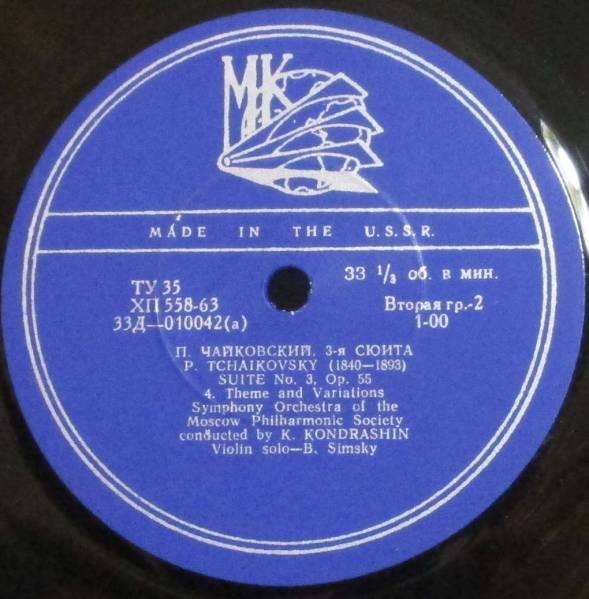 МК
MADE IN THE U.S.S.R.
ТУ 35
ХП 558-63
33Д—010042(а)
33 1/3 об. в мин.
Вторая гр.-2
1-00
П. ЧАЙКОВСКИЙ. 3-я СЮИТА
P. TCHAIKOVSKY (1840—1893)
SUITE No. 3, Op. 55
4. Theme and Variations
Symphony Orchestra of the
Moscow Philharmonic Society
conducted by K. KONDRASHIN
Violin solo—B. Simsky